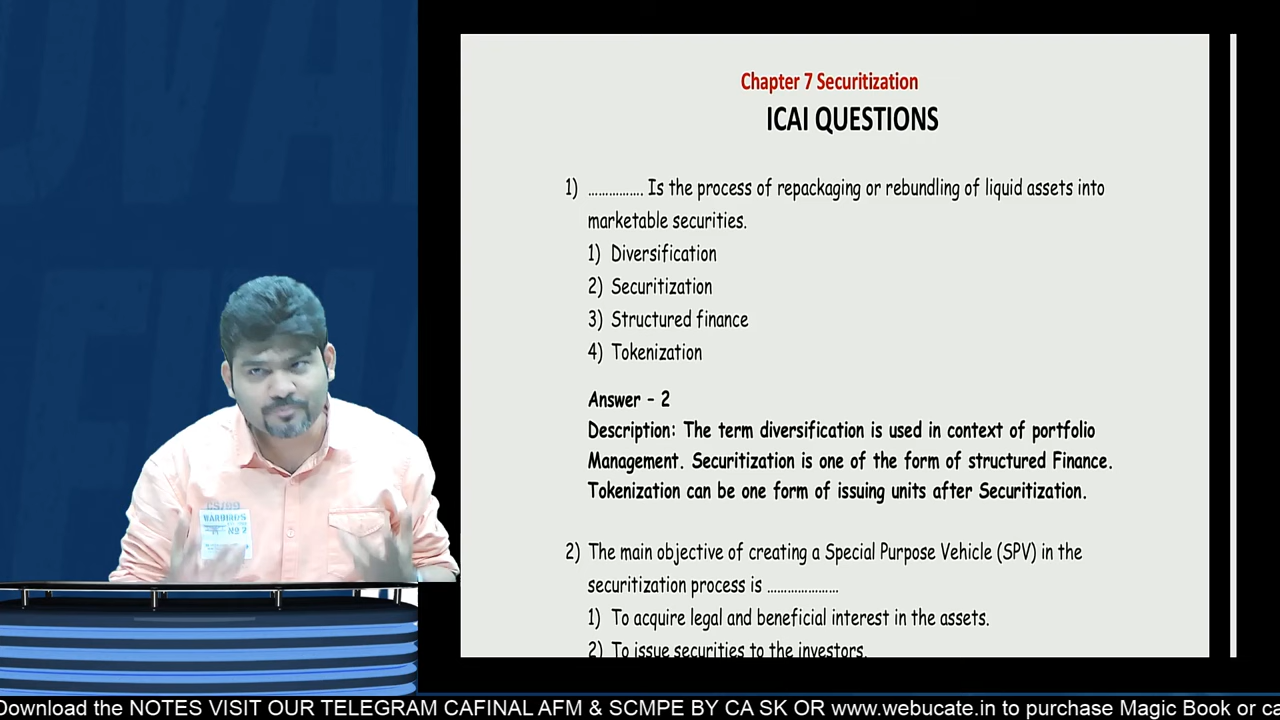 Chapter 7 Securitization
ICAI QUESTIONS
1) ................ Is the process of repackaging or rebundling of liquid assets into
marketable securities.
1) Diversification
2) Securitization
3) Structured finance
4) Tokenization
Answer – 2
Description: The term diversification is used in context of portfolio
Management. Securitization is one of the form of structured Finance.
Tokenization can be one form of issuing units after Securitization.
2) The main objective of creating a Special Purpose Vehicle (SPV) in the
securitization process is .....................
1) To acquire legal and beneficial interest in the assets.
2) To issue securities to the investors.
WARBIRDS
Nº 7
Download the NOTES VISIT OUR TELEGRAM CAFINAL AFM & SCMPE BY CA SK OR www.webucate.in to purchase Magic Book or ca